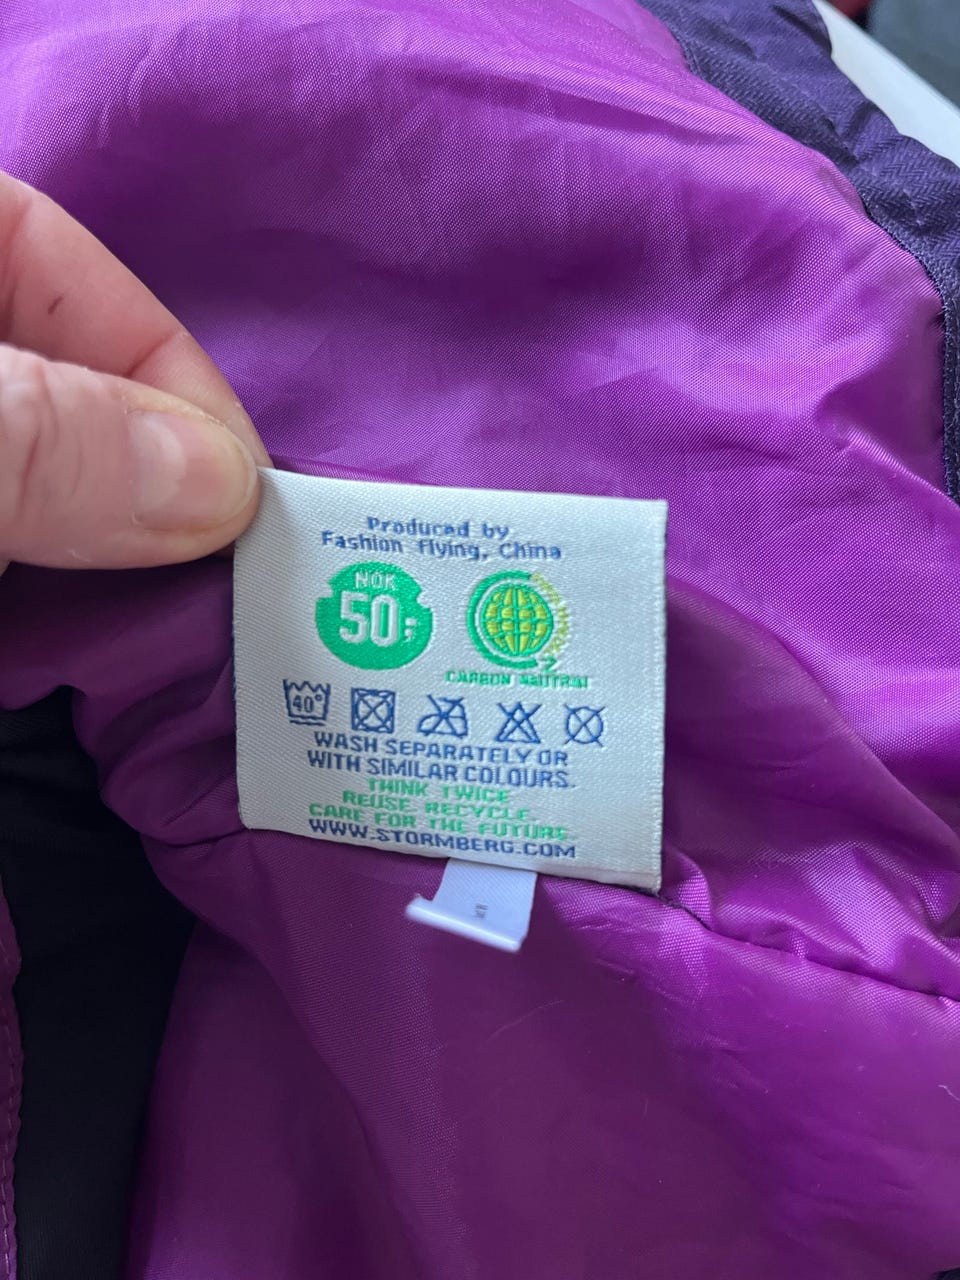 Produced by
Fashion flying, China
NOK
50,-
CARBON NEUTRAL
40°
WASH SEPARATELY OR
WITH SIMILAR COLOURS.
THINK TWICE
REUSE. RECYCLE.
CARE FOR THE FUTURE.
WWW.STORMBERG.COM